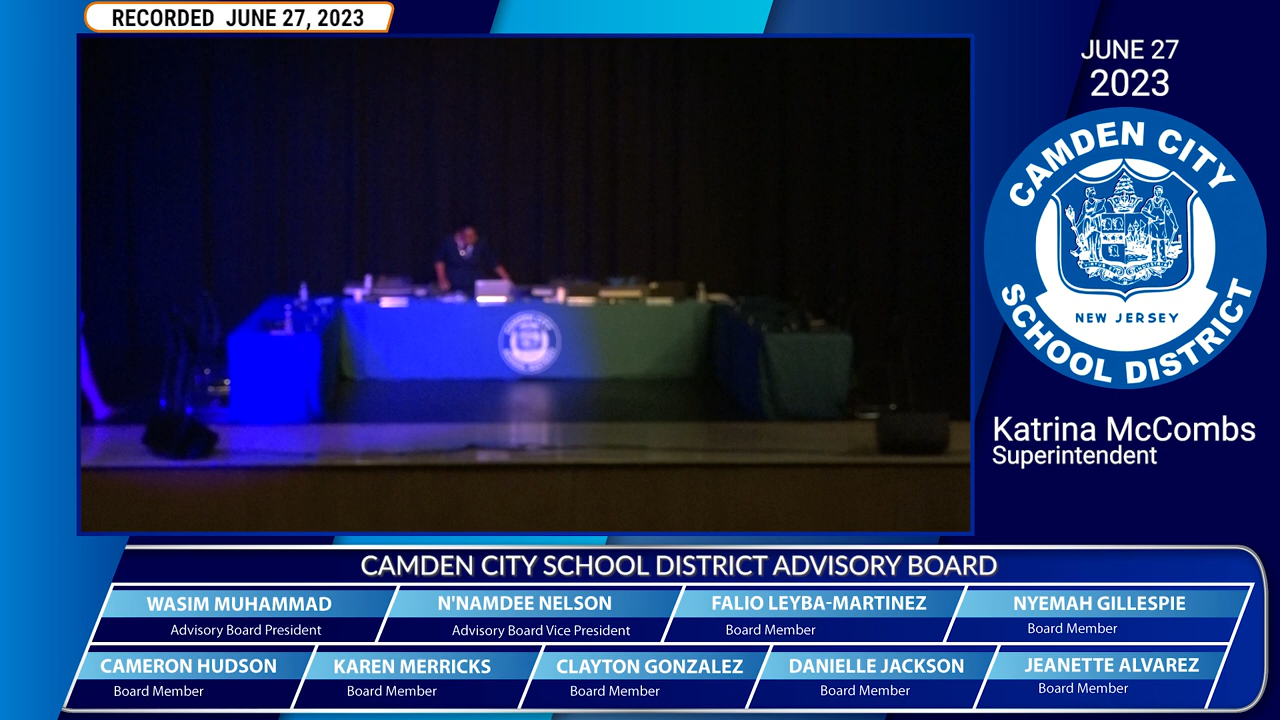 RECORDED JUNE 27, 2023
JUNE 27
2023
CAMDEN CITY
NEW JERSEY
SCHOOL DISTRICT
Katrina McCombs
Superintendent
CAMDEN CITY SCHOOL DISTRICT ADVISORY BOARD
WASIM MUHAMMAD
Advisory Board President
N'NAMDEE NELSON
Advisory Board Vice President
FALIO LEYBA-MARTINEZ
Board Member
NYEMAH GILLESPIE
Board Member
CAMERON HUDSON
Board Member
KAREN MERRICKS
Board Member
CLAYTON GONZALEZ
Board Member
DANIELLE JACKSON
Board Member
JEANETTE ALVAREZ
Board Member